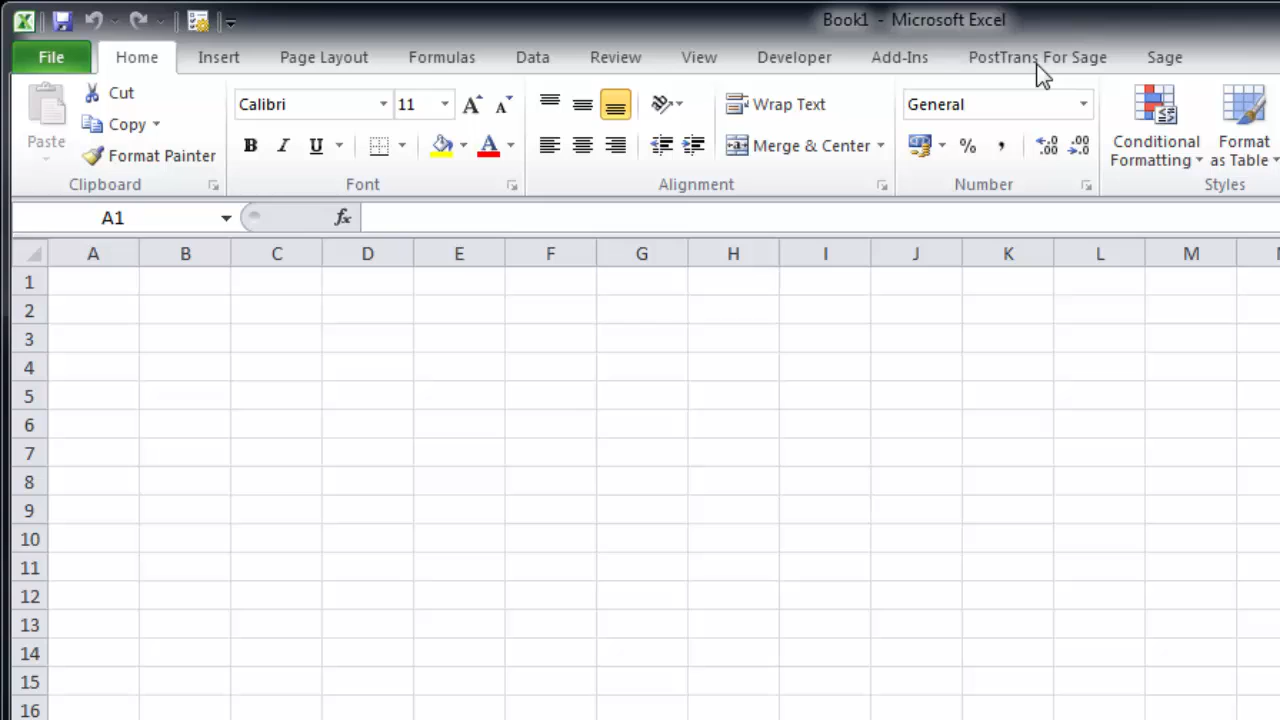 Book1 - Microsoft Excel
File Home Insert Page Layout Formulas Data Review View Developer Add-Ins PostTrans For Sage Sage
Paste
Cut
Copy
Format Painter
Clipboard
Calibri 11
B I U A
Font
Wrap Text
Merge & Center
Alignment
General
% ,
Number
Conditional
Formatting
Format
as Table
Styles
A1 fx
A B C D E F G H I J K L M
1
2
3
4
5
6
7
8
9
10
11
12
13
14
15
16